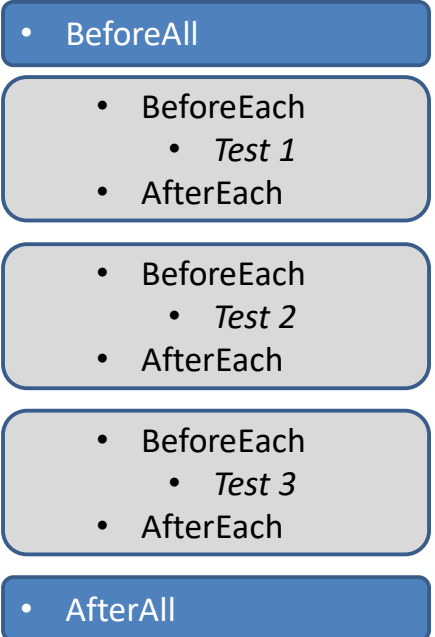 • BeforeAll
• BeforeEach
• Test 1
• AfterEach
• BeforeEach
• Test 2
• AfterEach
• BeforeEach
• Test 3
• AfterEach
• AfterAll